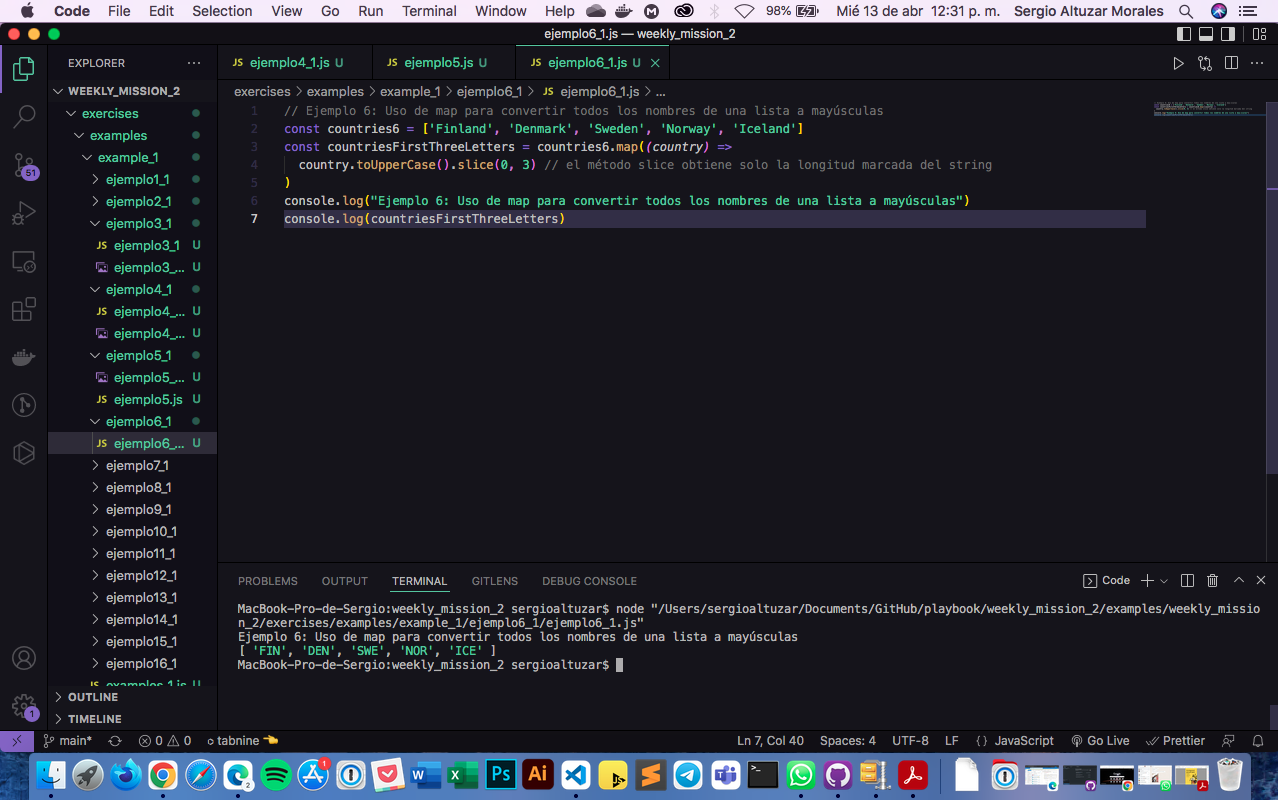 Code File Edit Selection View Go Run Terminal Window Help 98% Mié 13 de abr 12:31 p. m. Sergio Altuzar Morales
ejemplo6_1.js — weekly_mission_2
EXPLORER ···
JS ejemplo4_1.js U JS ejemplo5.js U JS ejemplo6_1.js U
exercises > examples > example_1 > ejemplo6_1 > JS ejemplo6_1.js > ...
WEEKLY_MISSION_2
exercises
examples
example_1
ejemplo1_1
ejemplo2_1
ejemplo3_1
JS ejemplo3_1 U
ejemplo3_... U
ejemplo4_1
JS ejemplo4_... U
ejemplo4_... U
ejemplo5_1
ejemplo5_... U
JS ejemplo5.js U
ejemplo6_1
JS ejemplo6_... U
ejemplo7_1
ejemplo8_1
ejemplo9_1
ejemplo10_1
ejemplo11_1
ejemplo12_1
ejemplo13_1
ejemplo14_1
ejemplo15_1
ejemplo16_1
JS examples_1.js U
OUTLINE
TIMELINE
51
1
1 // Ejemplo 6: Uso de map para convertir todos los nombres de una lista a mayúsculas
2 const countries6 = ['Finland', 'Denmark', 'Sweden', 'Norway', 'Iceland']
3 const countriesFirstThreeLetters = countries6.map((country) =>
4 country.toUpperCase().slice(0, 3) // el método slice obtiene solo la longitud marcada del string
5 )
6 console.log("Ejemplo 6: Uso de map para convertir todos los nombres de una lista a mayúsculas")
7 console.log(countriesFirstThreeLetters)
PROBLEMS OUTPUT TERMINAL GITLENS DEBUG CONSOLE Code
MacBook-Pro-de-Sergio:weekly_mission_2 sergioaltuzar$ node "/Users/sergioaltuzar/Documents/GitHub/playbook/weekly_mission_2/examples/weekly_missio
n_2/exercises/examples/example_1/ejemplo6_1/ejemplo6_1.js"
Ejemplo 6: Uso de map para convertir todos los nombres de una lista a mayúsculas
[ 'FIN', 'DEN', 'SWE', 'NOR', 'ICE' ]
MacBook-Pro-de-Sergio:weekly_mission_2 sergioaltuzar$
main* 0 0 tabnine Ln 7, Col 40 Spaces: 4 UTF-8 LF {} JavaScript Go Live Prettier
2 1 W X Ps Ai